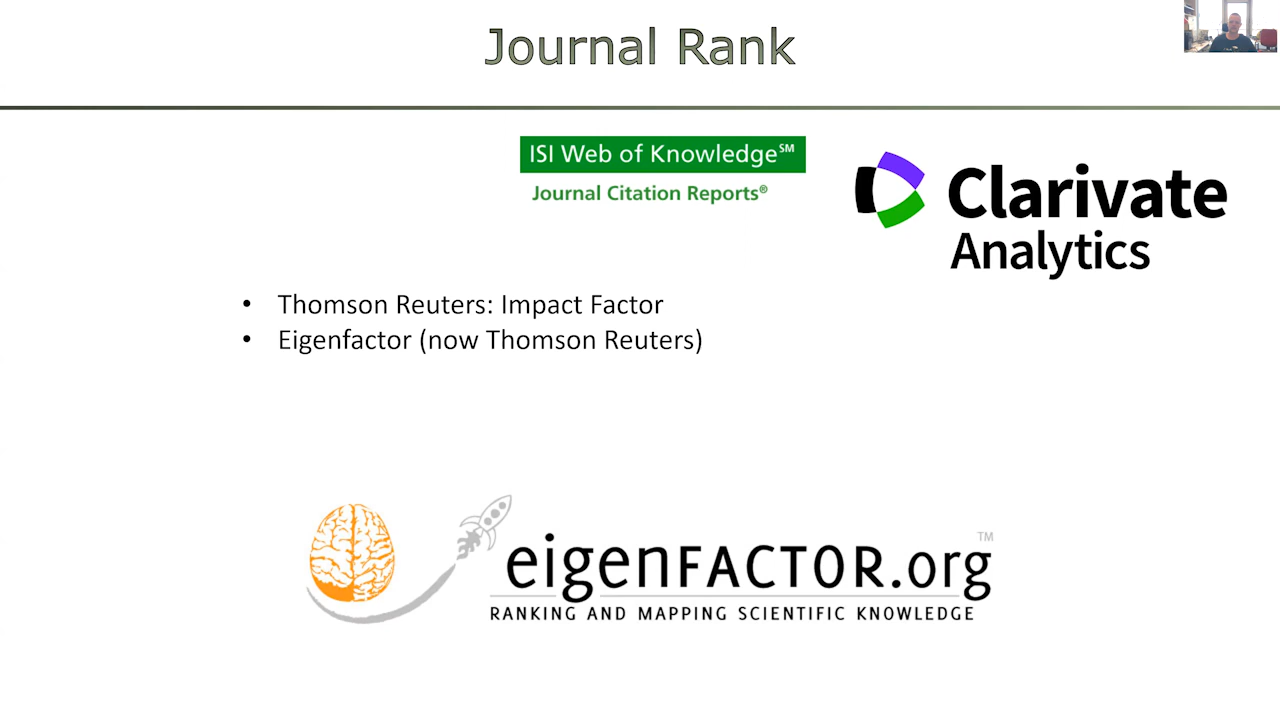 Journal Rank
ISI Web of Knowledge℠
Journal Citation Reports®
Clarivate
Analytics
• Thomson Reuters: Impact Factor
• Eigenfactor (now Thomson Reuters)
eigenFACTOR.org™
RANKING AND MAPPING SCIENTIFIC KNOWLEDGE